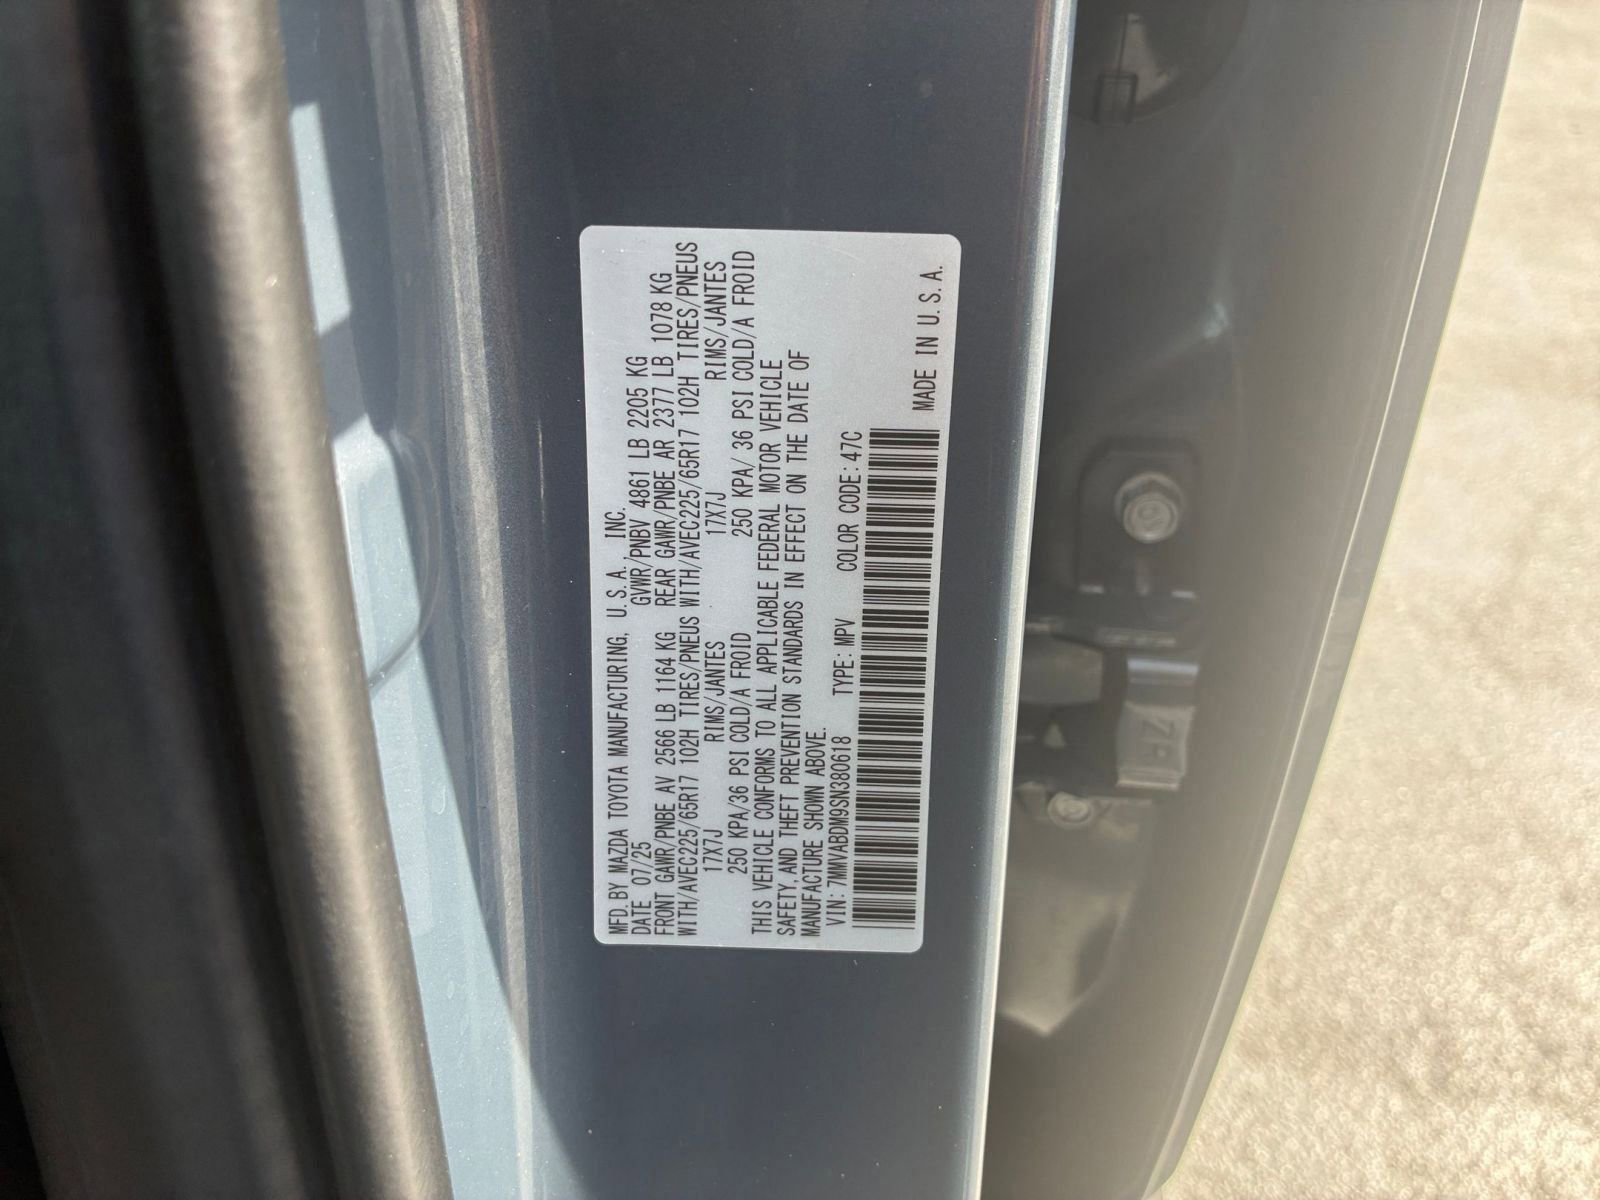 MFD. BY MAZDA TOYOTA MANUFACTURING, U.S.A., INC.
DATE 07/25 GVWR/PNBV 4861 LB 2205 KG
FRONT GAWR/PNBE AV 2566 LB 1164 KG REAR GAWR/PNBE AR 2377 LB 1078 KG
WITH/AVEC225/65R17 102H TIRES/PNEUS WITH/AVEC225/65R17 102H TIRES/PNEUS
17X7J RIMS/JANTES 17X7J RIMS/JANTES
250 KPA/36 PSI COLD/A FROID 250 KPA/ 36 PSI COLD/A FROID
THIS VEHICLE CONFORMS TO ALL APPLICABLE FEDERAL MOTOR VEHICLE
SAFETY, AND THEFT PREVENTION STANDARDS IN EFFECT ON THE DATE OF
MANUFACTURE SHOWN ABOVE.
VIN: 7MMVABDM9SN380618 TYPE: MPV COLOR CODE: 47C
MADE IN U.S.A.